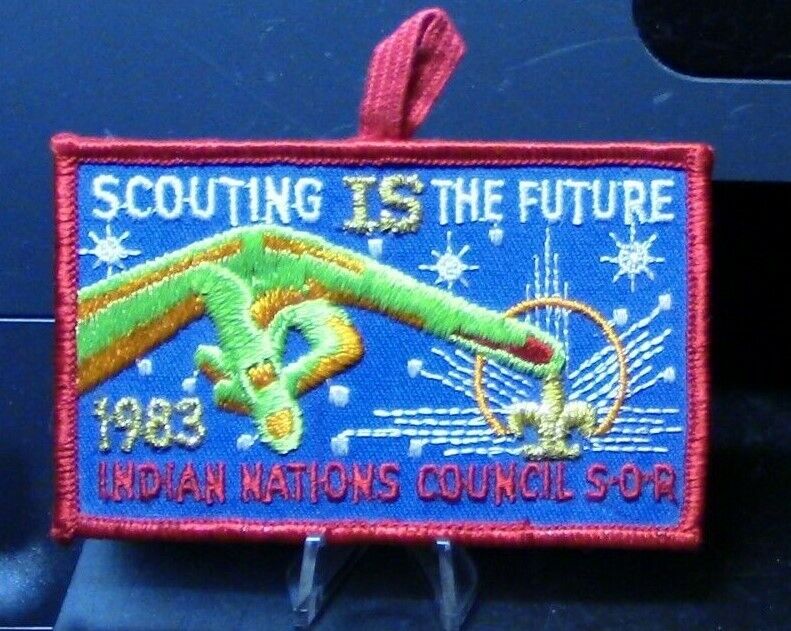 SCOUTING IS THE FUTURE
1983
INDIAN NATIONS COUNCIL S-O-R